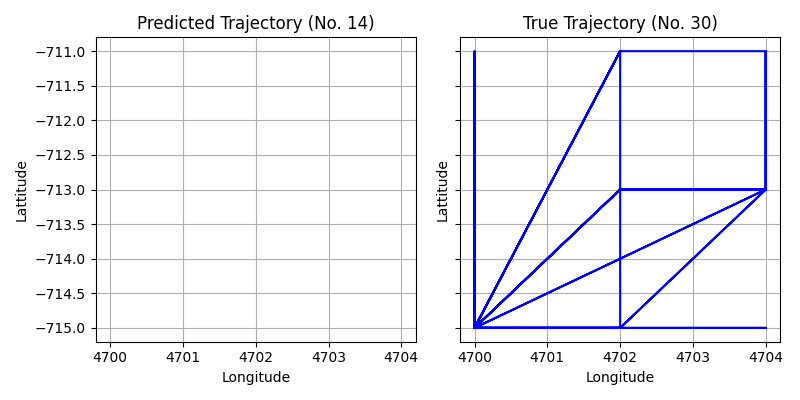 Predicted Trajectory (No. 14)
True Trajectory (No. 30)
−711.0
−711.5
−712.0
−712.5
−713.0
−713.5
−714.0
−714.5
−715.0
Lattitude
Lattitude
4700 4701 4702 4703 4704
4700 4701 4702 4703 4704
Longitude
Longitude